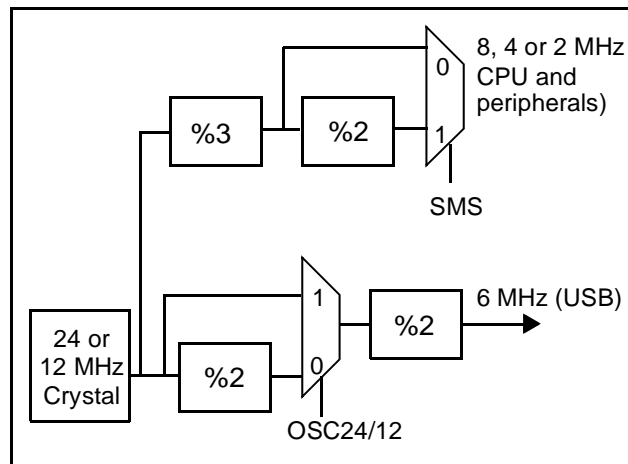 8, 4 or 2 MHz
CPU and
peripherals)
0
1
%3
%2
SMS
6 MHz (USB)
1
0
%2
%2
24 or
12 MHz
Crystal
OSC24/12